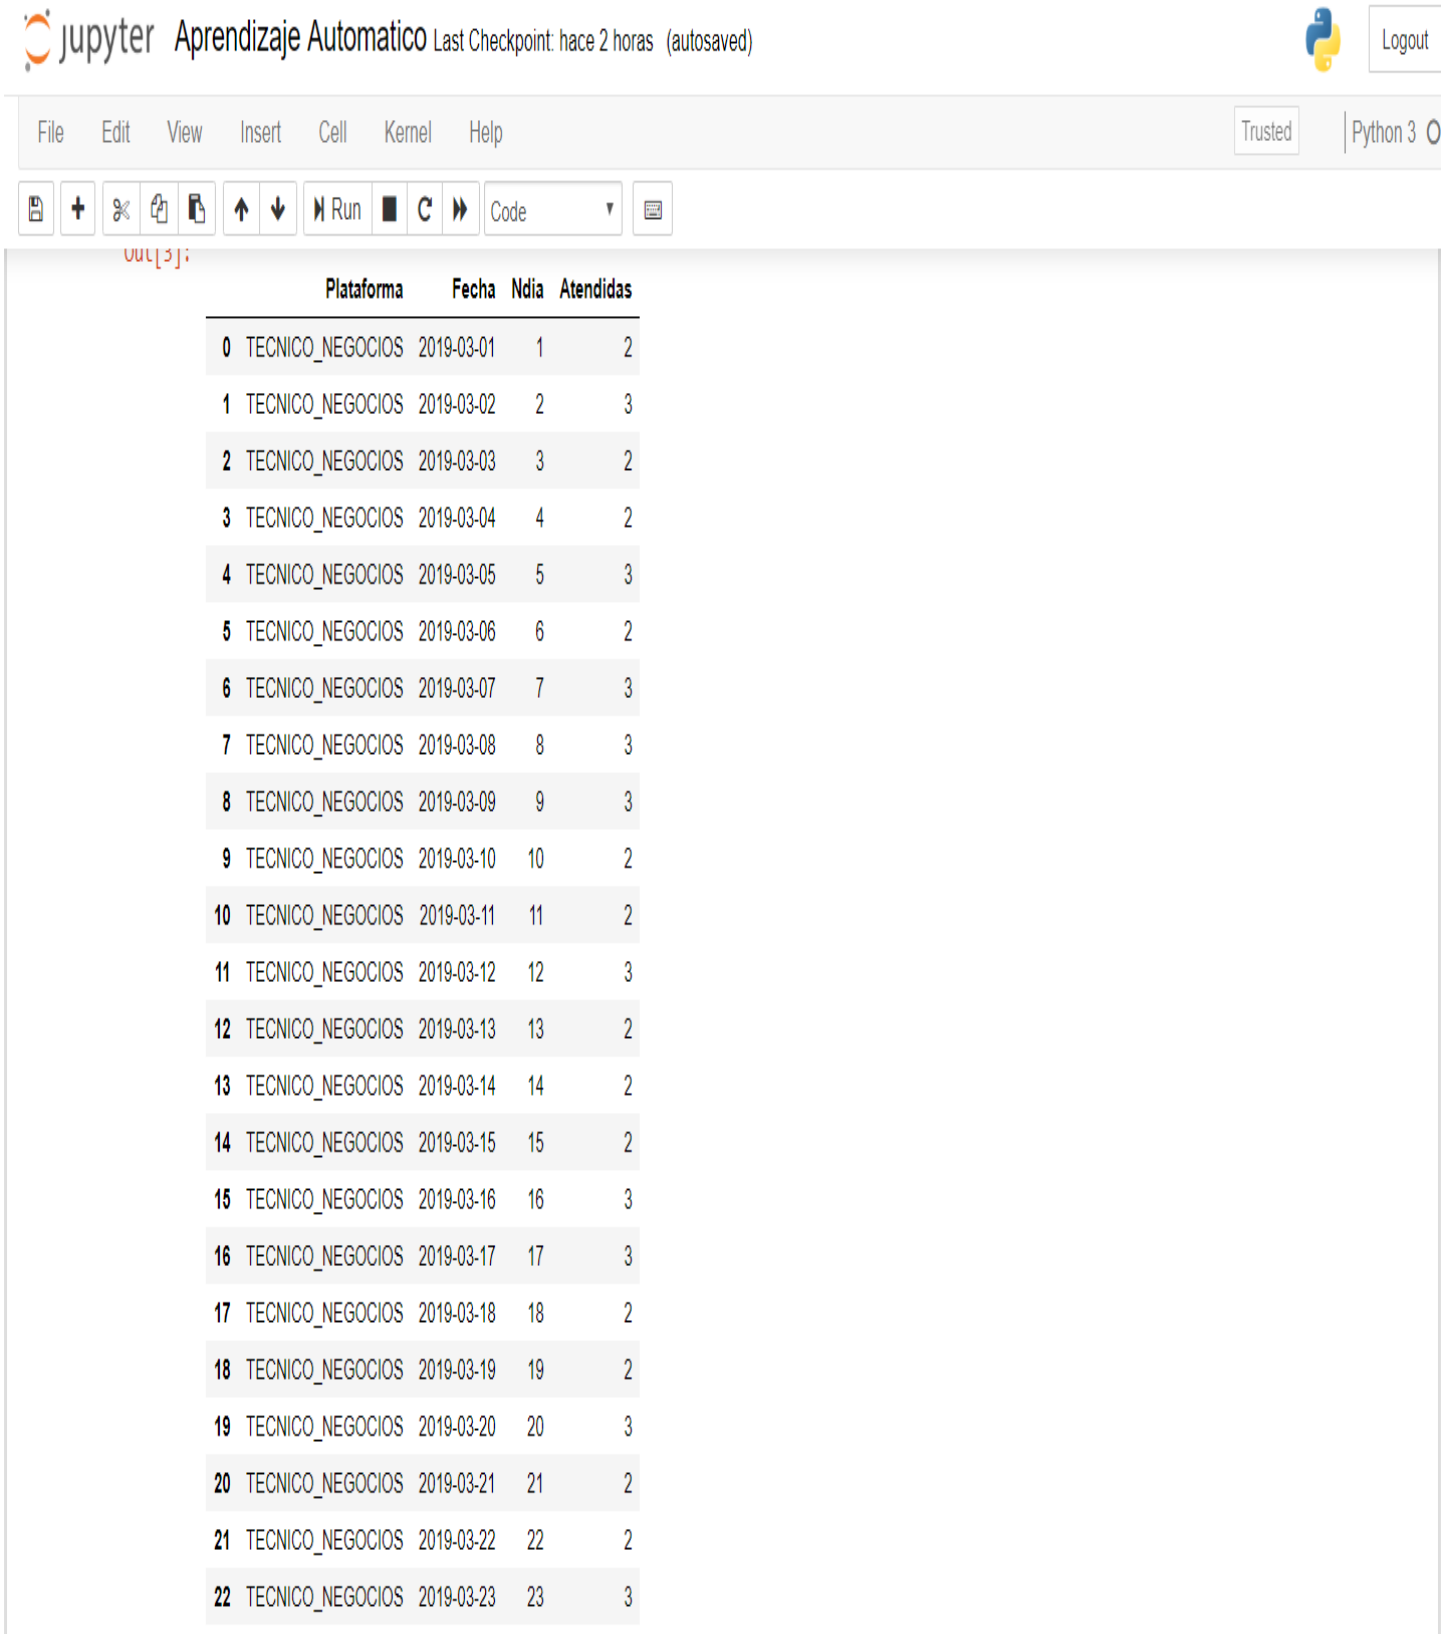 jupyter Aprendizaje Automatico Last Checkpoint: hace 2 horas (autosaved) Logout
File Edit View Insert Cell Kernel Help Trusted Python 3
Run Code
Out[3]:
Plataforma Fecha Ndia Atendidas
0 TECNICO_NEGOCIOS 2019-03-01 1 2
1 TECNICO_NEGOCIOS 2019-03-02 2 3
2 TECNICO_NEGOCIOS 2019-03-03 3 2
3 TECNICO_NEGOCIOS 2019-03-04 4 2
4 TECNICO_NEGOCIOS 2019-03-05 5 3
5 TECNICO_NEGOCIOS 2019-03-06 6 2
6 TECNICO_NEGOCIOS 2019-03-07 7 3
7 TECNICO_NEGOCIOS 2019-03-08 8 3
8 TECNICO_NEGOCIOS 2019-03-09 9 3
9 TECNICO_NEGOCIOS 2019-03-10 10 2
10 TECNICO_NEGOCIOS 2019-03-11 11 2
11 TECNICO_NEGOCIOS 2019-03-12 12 3
12 TECNICO_NEGOCIOS 2019-03-13 13 2
13 TECNICO_NEGOCIOS 2019-03-14 14 2
14 TECNICO_NEGOCIOS 2019-03-15 15 2
15 TECNICO_NEGOCIOS 2019-03-16 16 3
16 TECNICO_NEGOCIOS 2019-03-17 17 3
17 TECNICO_NEGOCIOS 2019-03-18 18 2
18 TECNICO_NEGOCIOS 2019-03-19 19 2
19 TECNICO_NEGOCIOS 2019-03-20 20 3
20 TECNICO_NEGOCIOS 2019-03-21 21 2
21 TECNICO_NEGOCIOS 2019-03-22 22 2
22 TECNICO_NEGOCIOS 2019-03-23 23 3